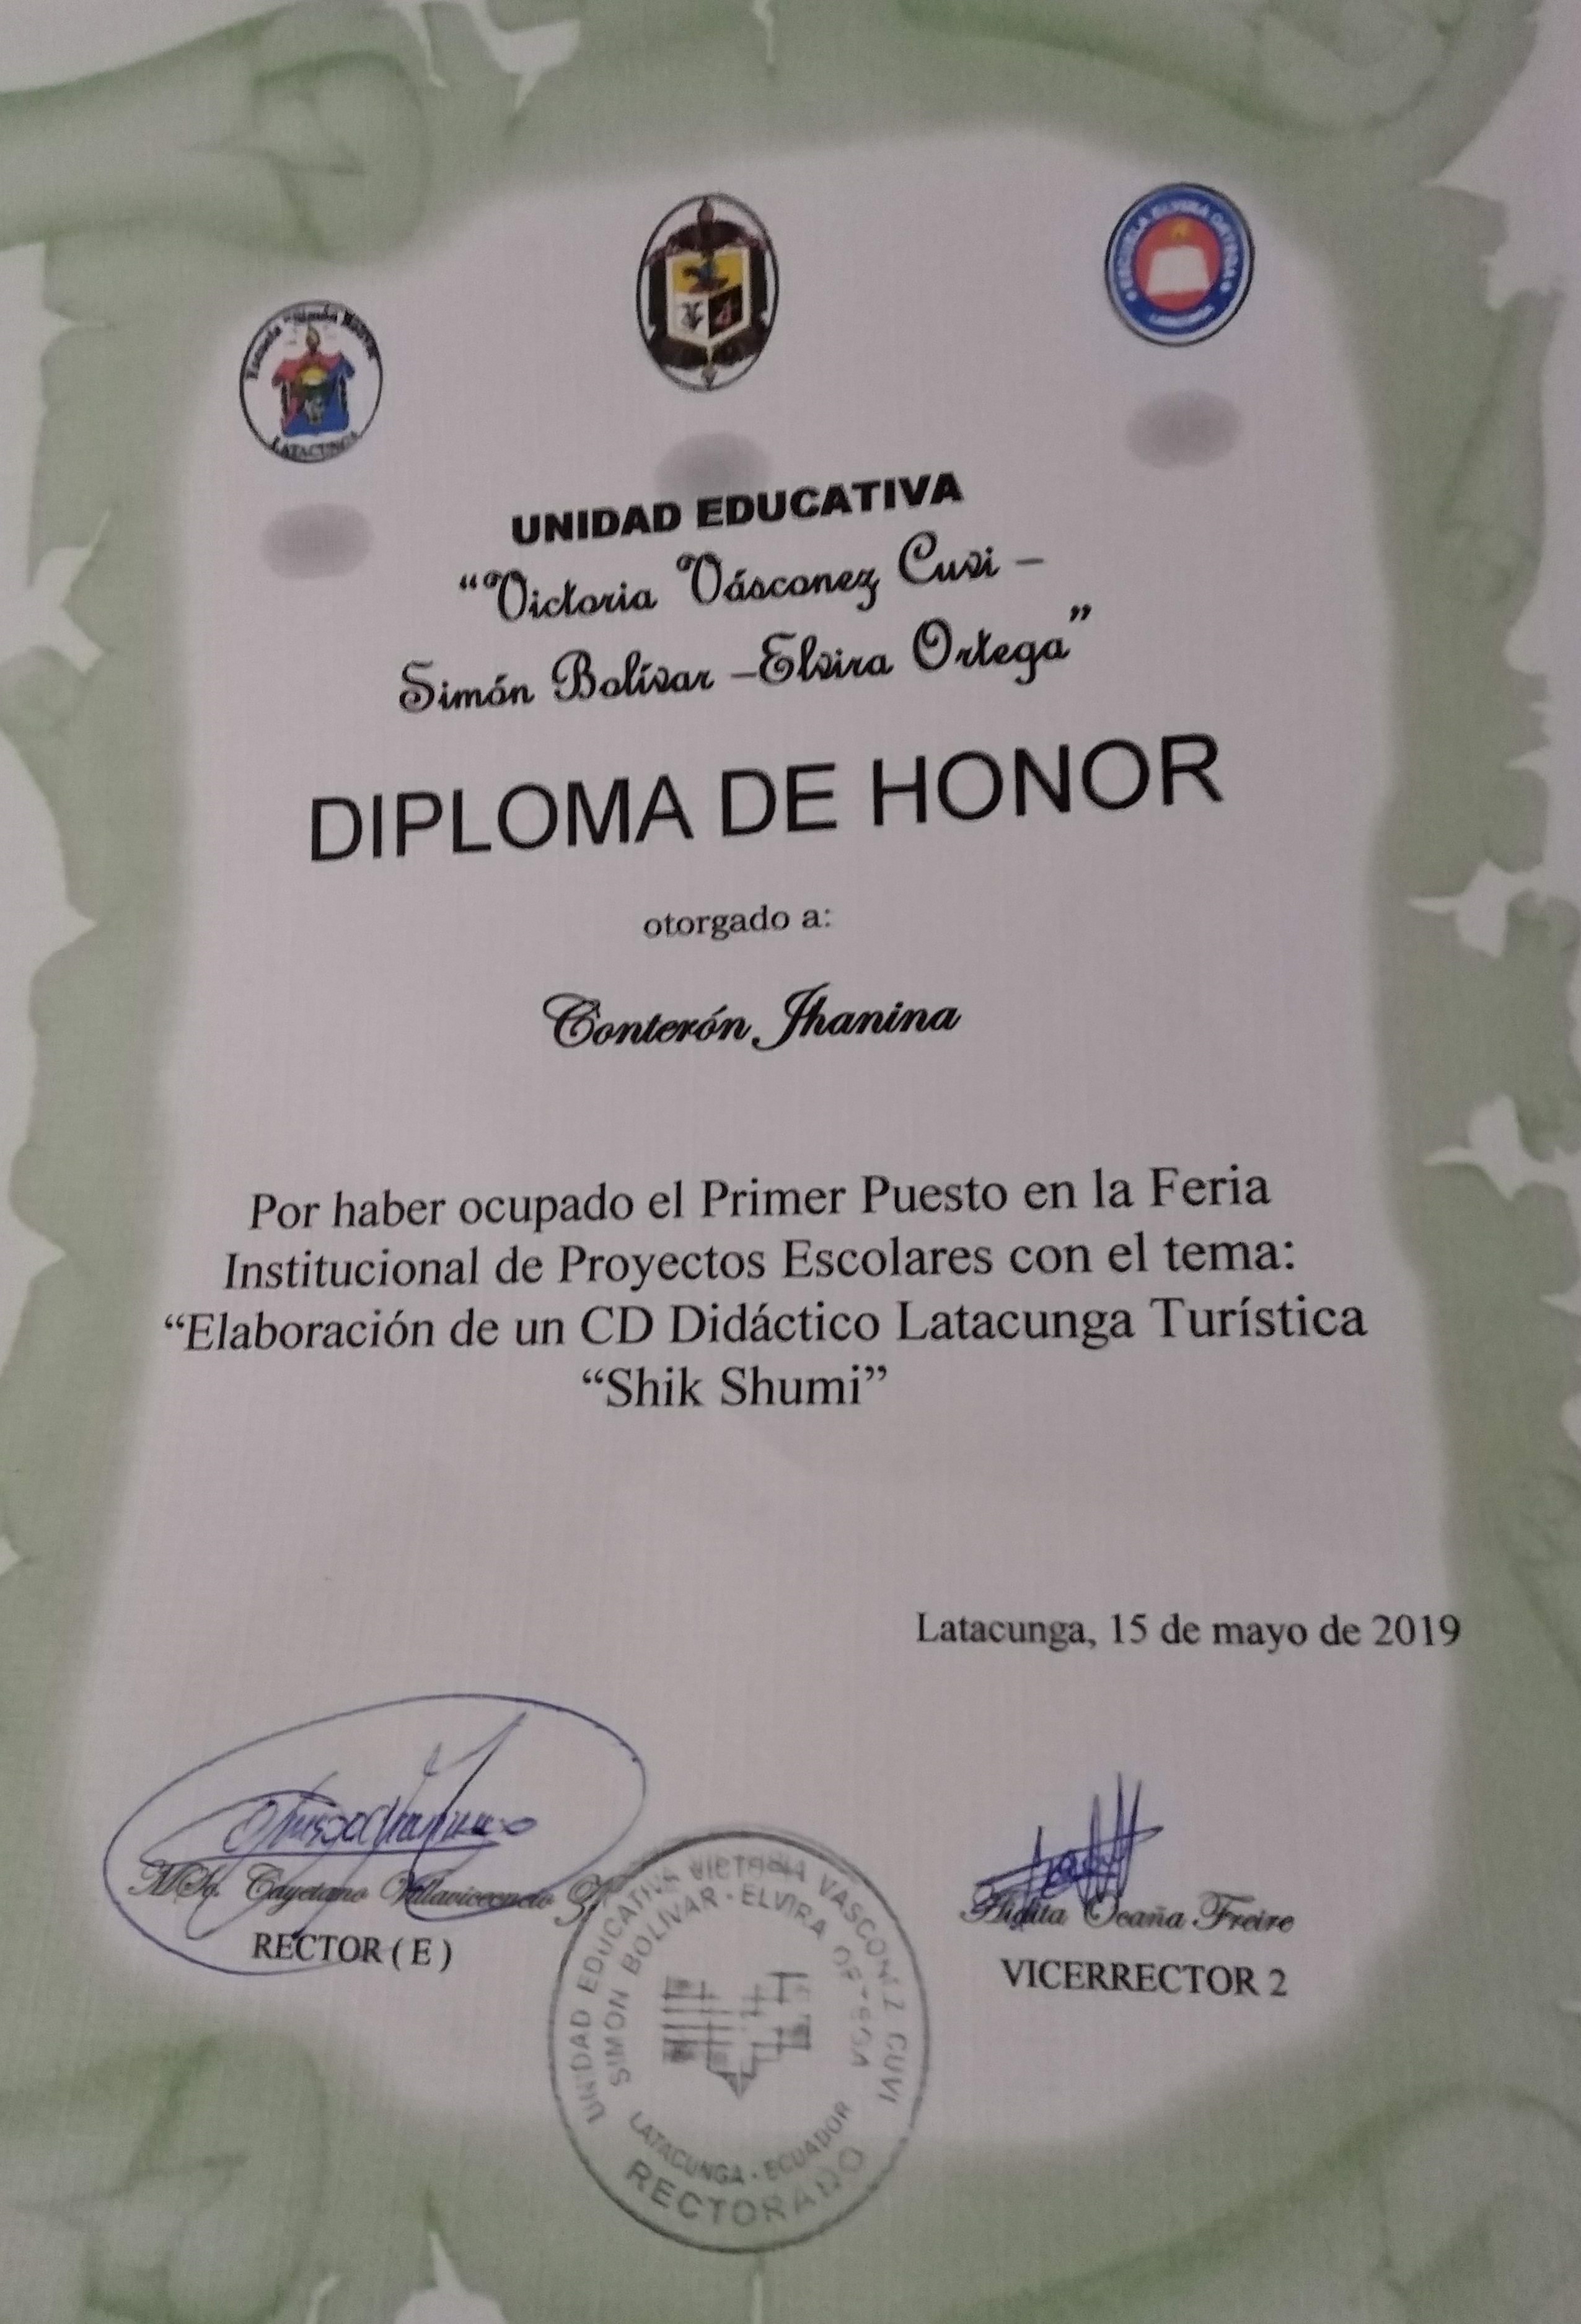 Escuela "Simón Bolívar"
LATACUNGA
ESCUELA ELVIRA ORTEGA
UNIDAD EDUCATIVA
“Victoria Vásconez Cuvi –
Simón Bolívar –Elvira Ortega”
DIPLOMA DE HONOR
otorgado a:
Conterón Jhanina
Por haber ocupado el Primer Puesto en la Feria
Institucional de Proyectos Escolares con el tema:
“Elaboración de un CD Didáctico Latacunga Turística
“Shik Shumi”
Latacunga, 15 de mayo de 2019
MSc. Cayetano Villavicencio
RECTOR ( E )
Ocaña Freire
VICERRECTOR 2
UNIDAD EDUCATIVA VICTORIA VASCONEZ CUVI
SIMON BOLIVAR - ELVIRA ORTEGA
LATACUNGA - ECUADOR
RECTORADO